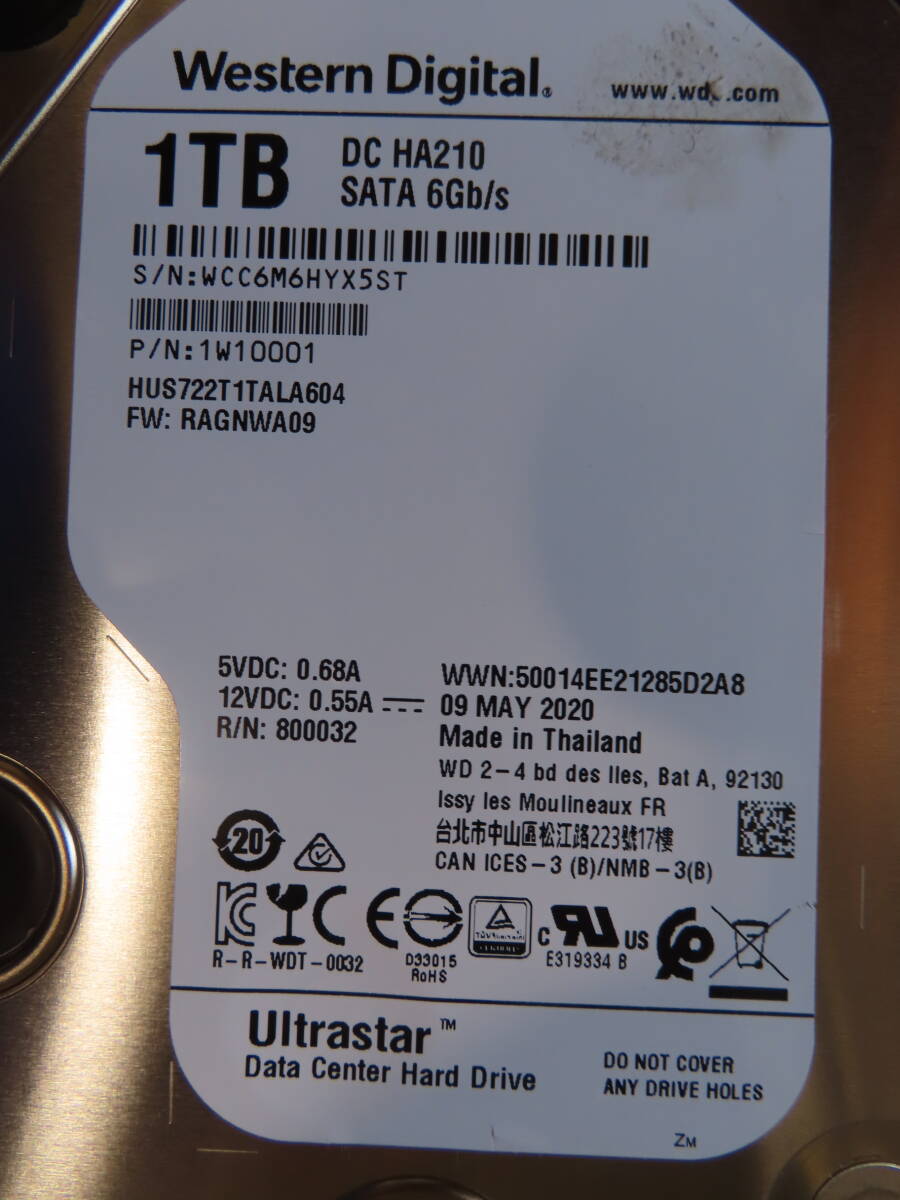 Western Digital®
www.wd
.com
1TB
DC HA210
SATA 6Gb/s
S/N:WCC6M6HYX5ST
P/N:1W10001
HUS722T1TALA604
FW: RAGNWA09
5VDC: 0.68A
12VDC: 0.55A
R/N: 800032
WWN:50014EE21285D2A8
09 MAY 2020
Made in Thailand
WD 2-4 bd des Iles, Bat A, 92130
Issy les Moulineaux FR
台北市中山區松江路223號17樓
CAN ICES-3 (B)/NMB-3(B)
20
R-R-WDT-0032
CE
D33015
RoHS
c RU US
E319334 B
Ultrastar™
Data Center Hard Drive
DO NOT COVER
ANY DRIVE HOLES
ZM